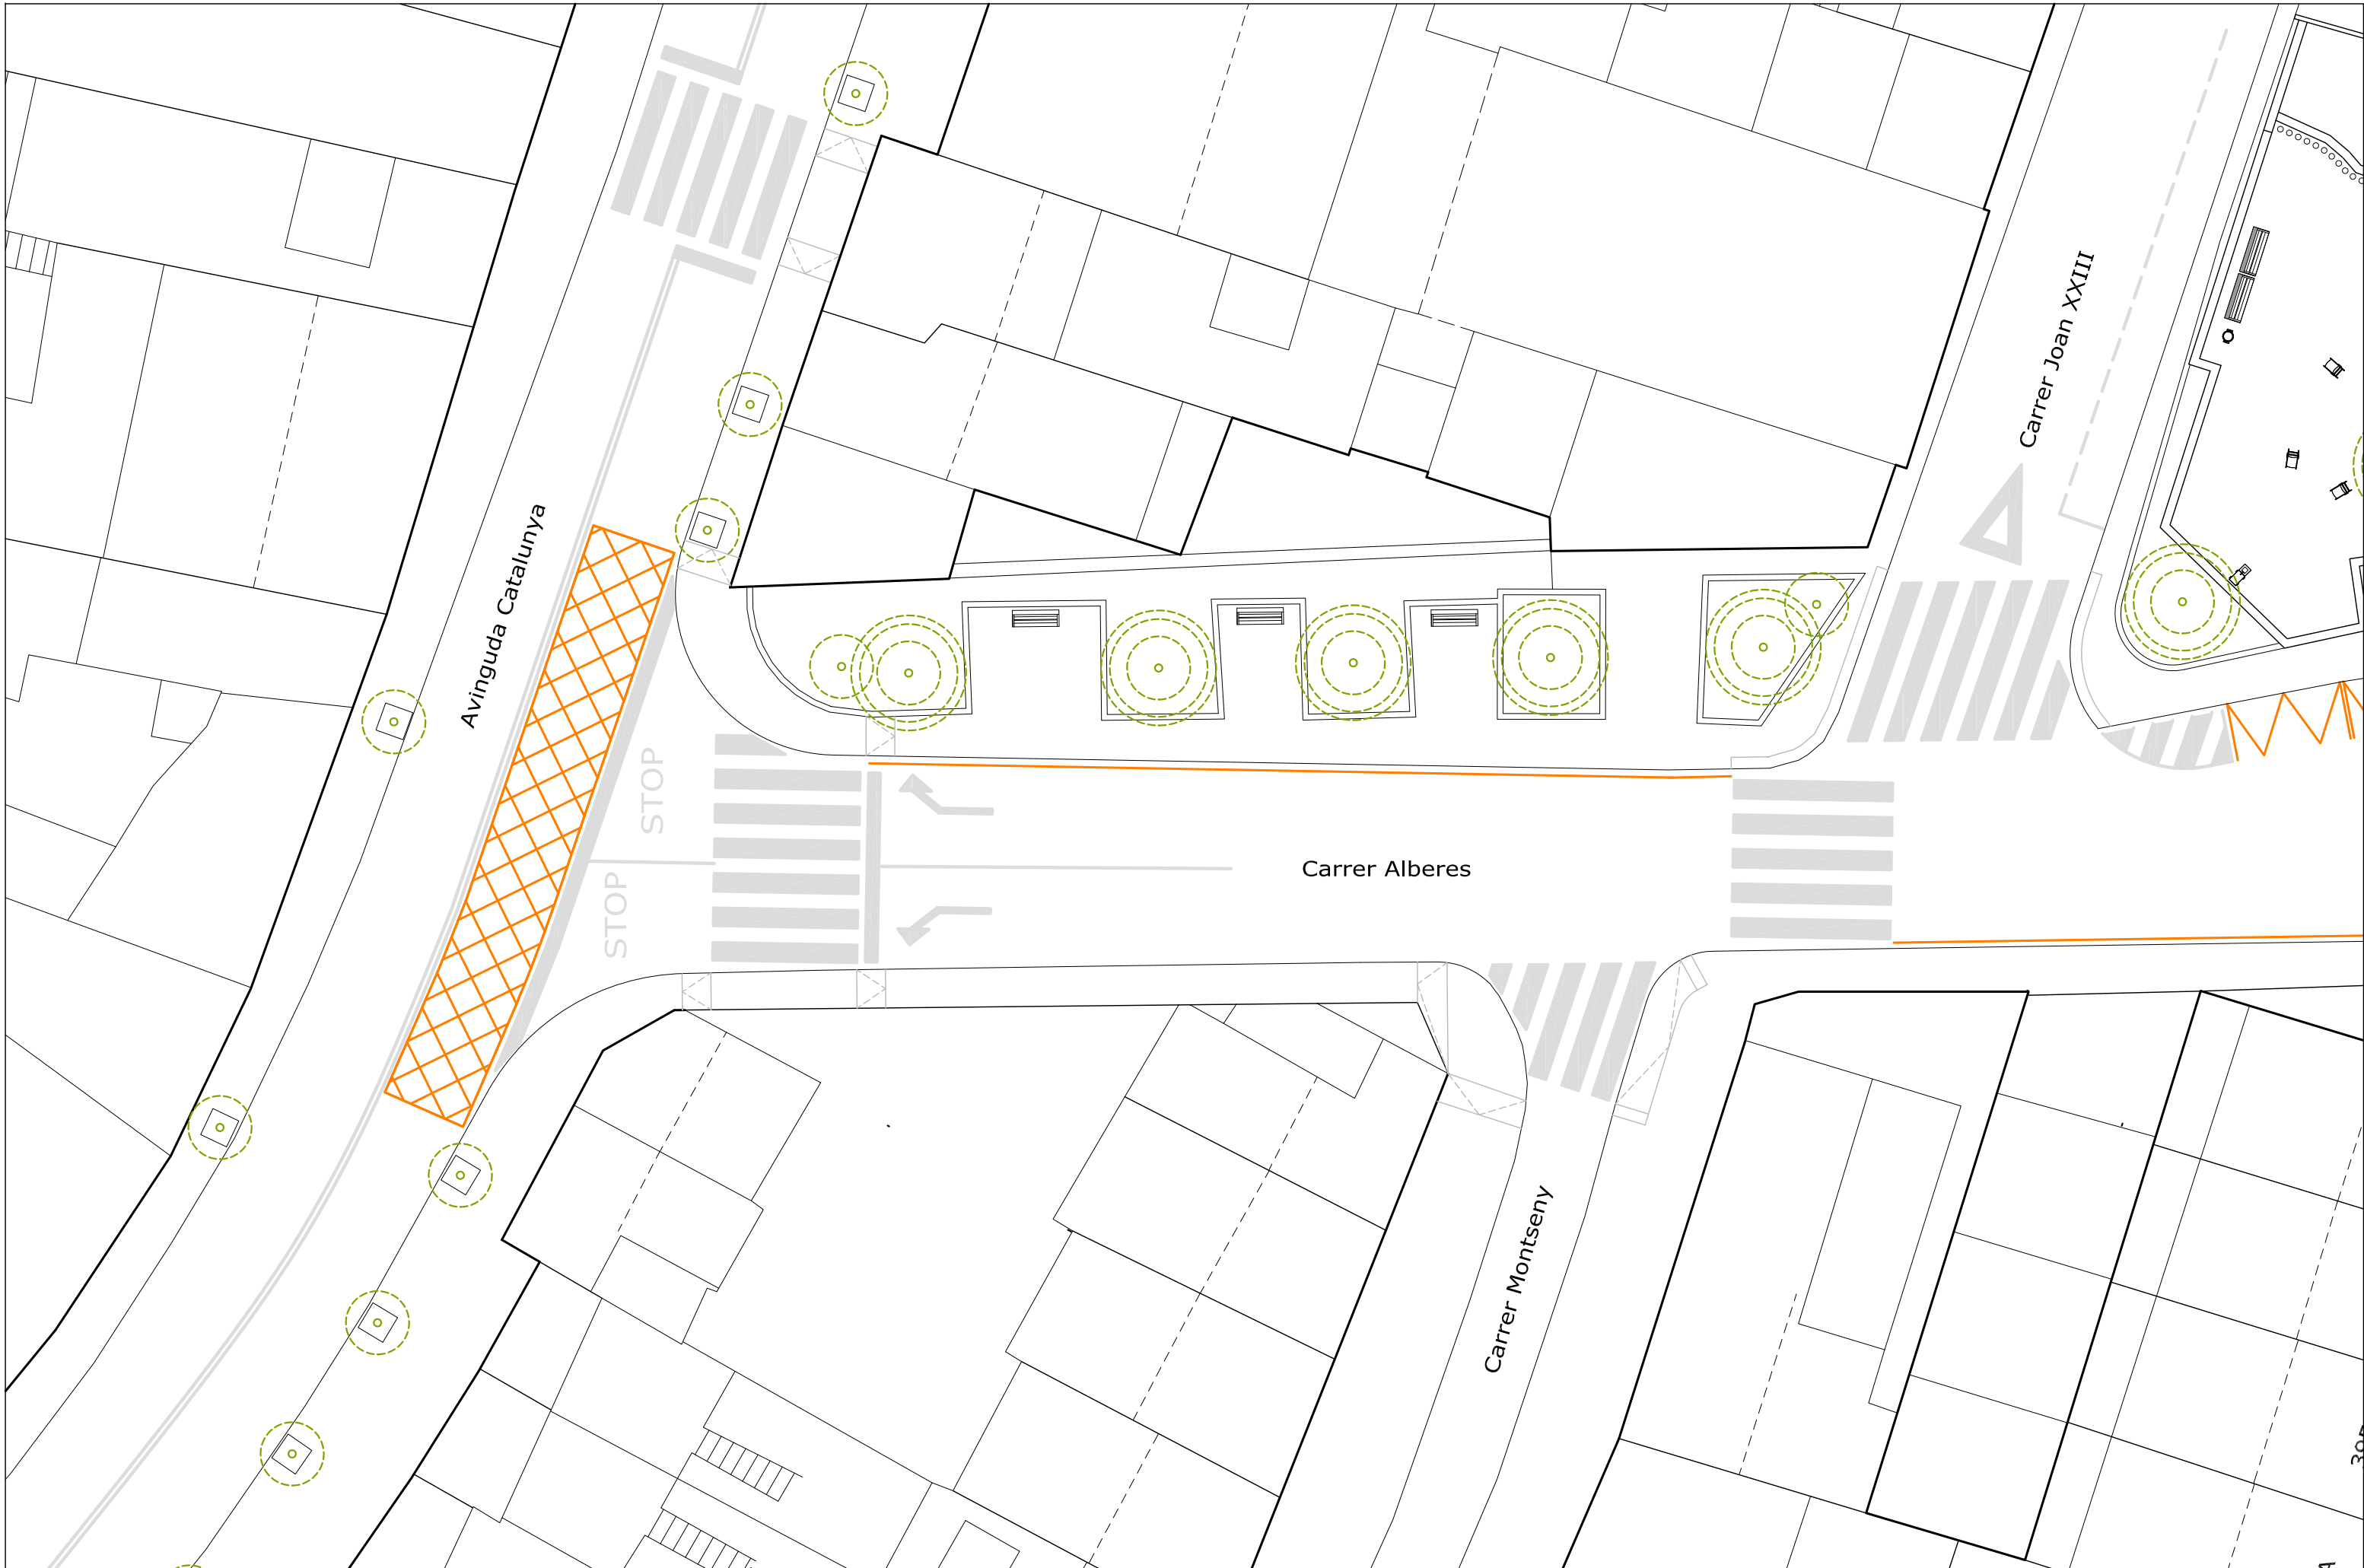 Carrer Joan XXIII
Avinguda Catalunya
STOP
STOP
Carrer Alberes
Carrer Montseny